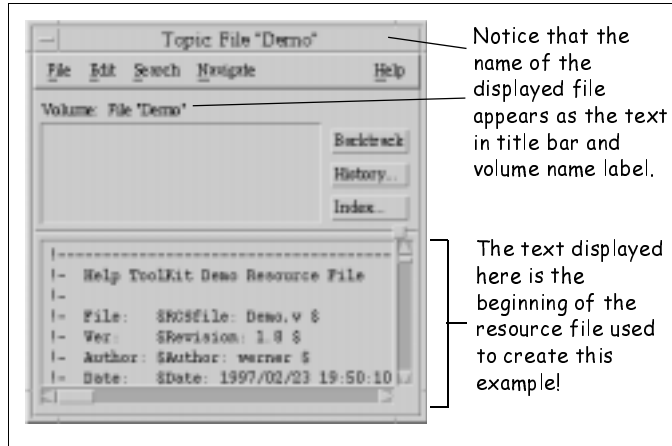 Topic: File "Demo"
File Edit Search Navigate Help
Volume: File "Demo"
Backtrack
History...
Index...
!---------------------------------------
!- Help ToolKit Demo Resource File
!-
!- File: $RCSfile: Demo.v $
!- Ver: $Revision: 1.8 $
!- Author: $Author: werner $
!- Date: $Date: 1997/02/23 19:50:10
Notice that the
name of the
displayed file
appears as the text
in title bar and
volume name label.
The text displayed
here is the
beginning of the
resource file used
to create this
example!